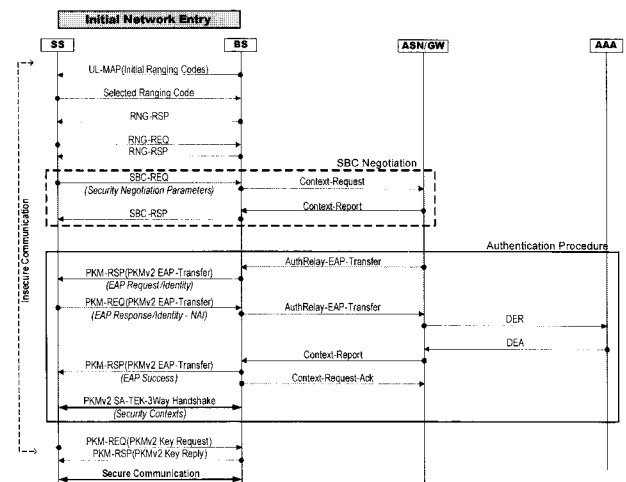 Initial Network Entry
SS
BS
ASN/GW
AAA
UL-MAP(Initial Ranging Codes)
Selected Ranging Code
RNG-RSP
RNG-REQ
RNG-RSP
SBC Negotiation
SBC-REQ
(Security Negotiation Parameters)
Context-Request
Context-Report
SBC-RSP
Insecure Communication
Authentication Procedure
AuthRelay-EAP-Transfer
PKM-RSP(PKMv2 EAP-Transfer)
(EAP Request/Identity)
PKM-REQ(PKMv2 EAP-Transfer)
(EAP Response/Identity - NAI)
AuthRelay-EAP-Transfer
DER
DEA
Context-Report
PKM-RSP(PKMv2 EAP-Transfer)
(EAP Success)
Context-Request-Ack
PKMv2 SA-TEK-3Way Handshake
(Security Contexts)
PKM-REQ(PKMv2 Key Request)
PKM-RSP(PKMv2 Key Reply)
Secure Communication